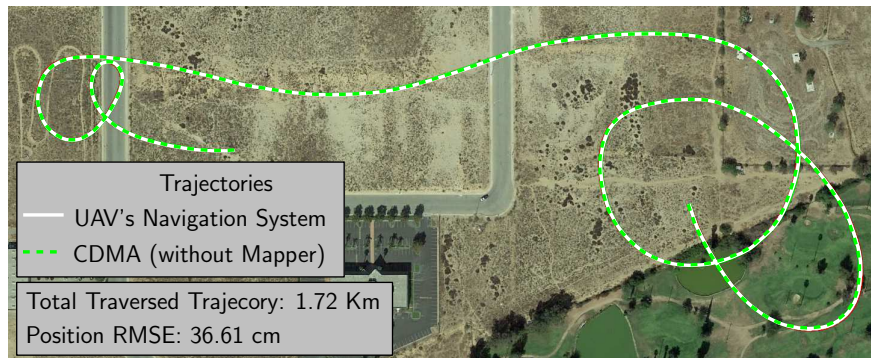 Trajectories
UAV's Navigation System
CDMA (without Mapper)
Total Traversed Trajecory: 1.72 Km
Position RMSE: 36.61 cm